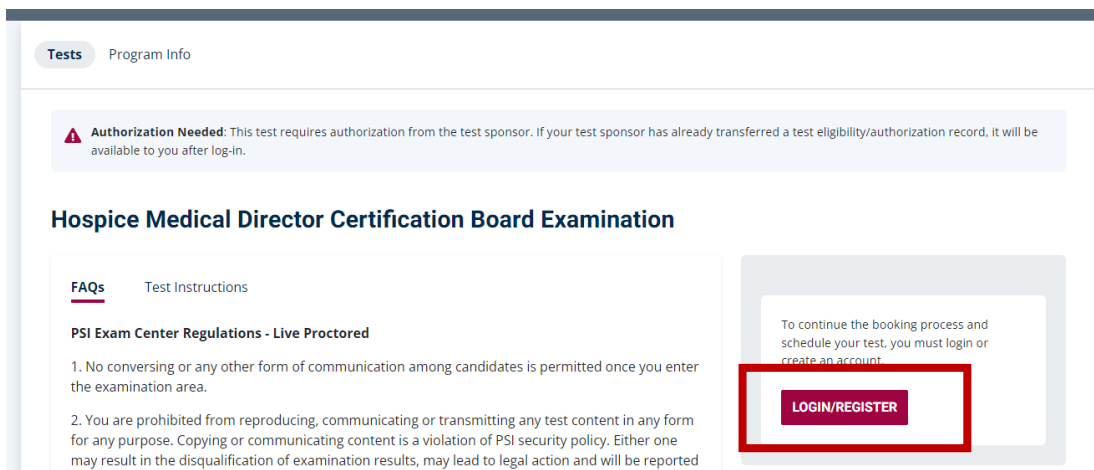 Tests Program Info
Authorization Needed: This test requires authorization from the test sponsor. If your test sponsor has already transferred a test eligibility/authorization record, it will be
available to you after log-in.
Hospice Medical Director Certification Board Examination
FAQs Test Instructions
PSI Exam Center Regulations - Live Proctored
1. No conversing or any other form of communication among candidates is permitted once you enter
the examination area.
2. You are prohibited from reproducing, communicating or transmitting any test content in any form
for any purpose. Copying or communicating content is a violation of PSI security policy. Either one
may result in the disqualification of examination results, may lead to legal action and will be reported
To continue the booking process and
schedule your test, you must login or
create an account.
LOGIN/REGISTER